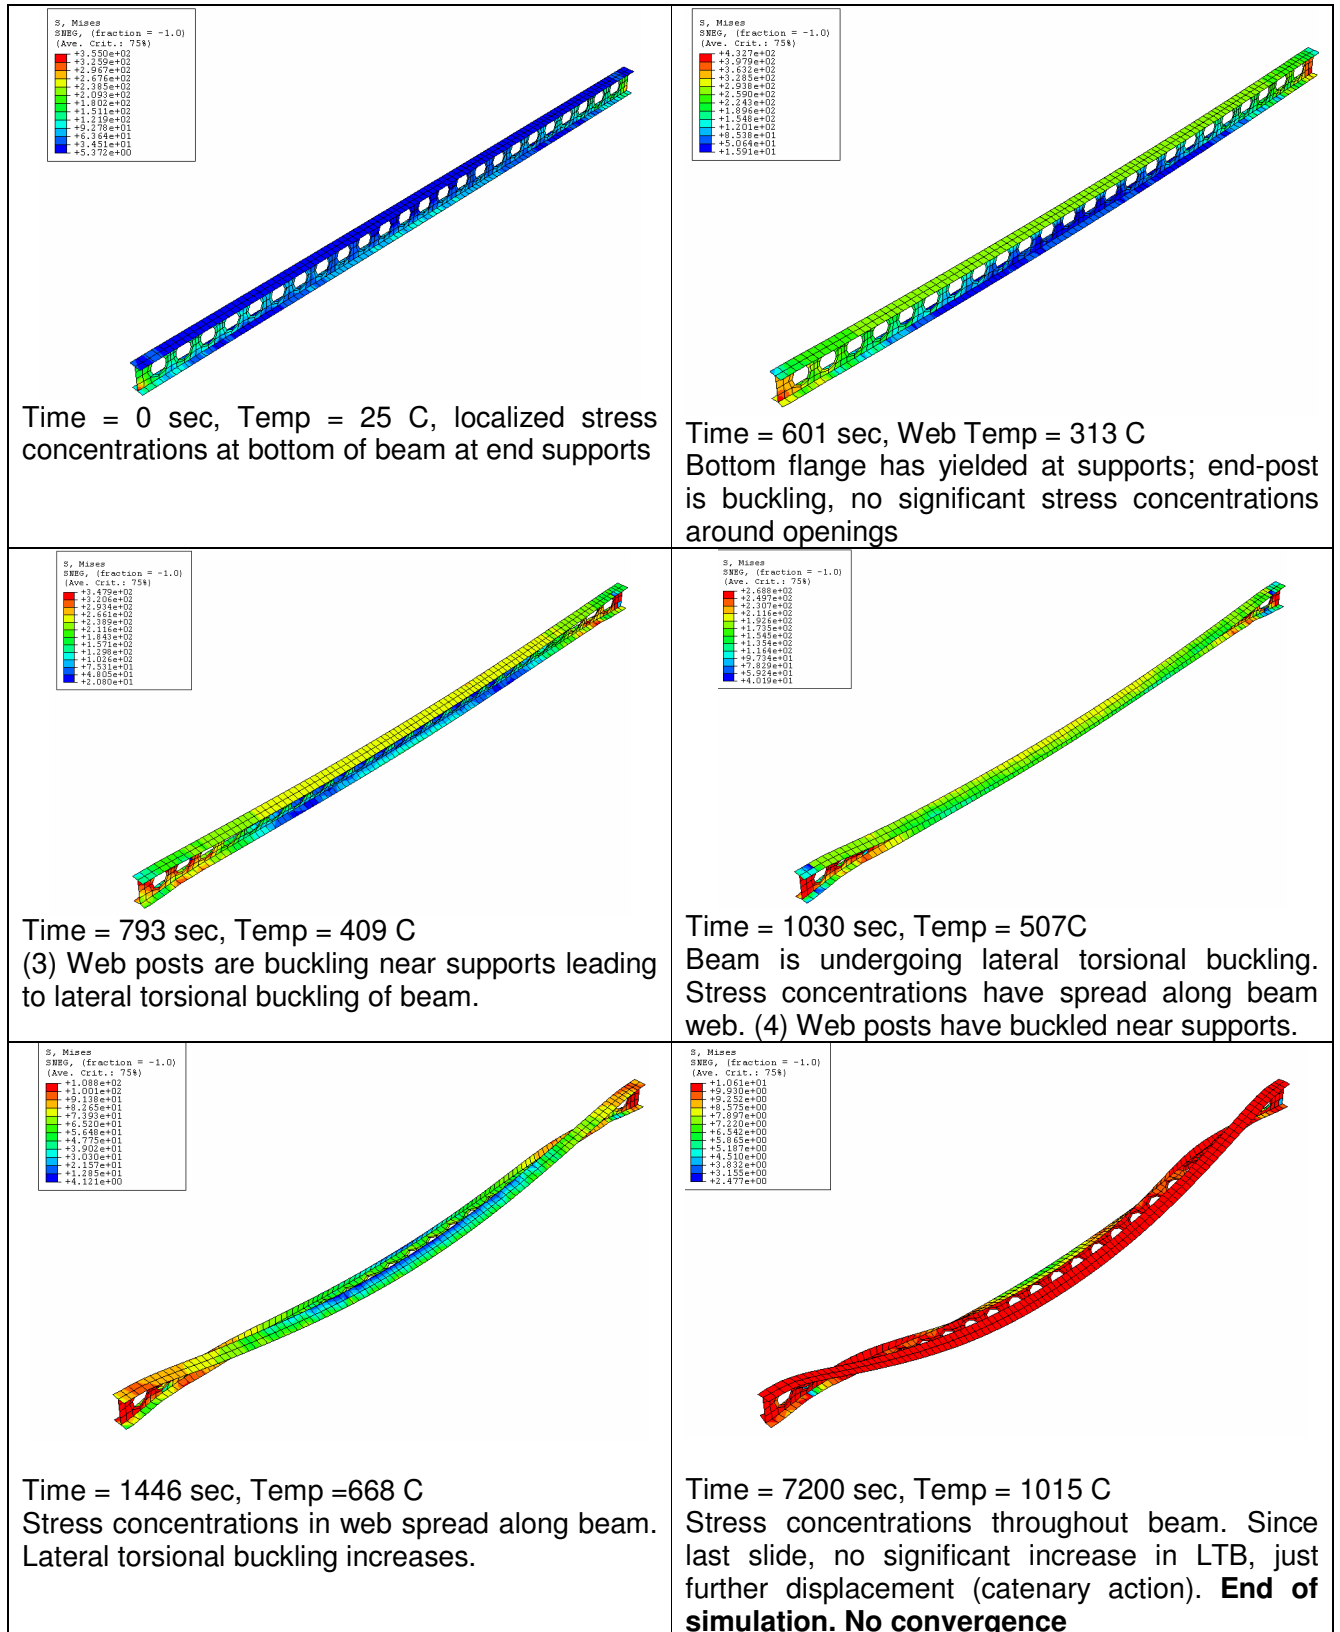 S, Mises
SNEG, (fraction = -1.0)
(Ave. Crit.: 75%)
+3.550e+02
+3.259e+02
+2.967e+02
+2.676e+02
+2.385e+02
+2.093e+02
+1.802e+02
+1.511e+02
+1.219e+02
+9.278e+01
+6.364e+01
+3.451e+01
+5.372e+00
Time = 0 sec, Temp = 25 C, localized stress
concentrations at bottom of beam at end supports
S, Mises
SNEG, (fraction = -1.0)
(Ave. Crit.: 75%)
+4.327e+02
+3.979e+02
+3.632e+02
+3.285e+02
+2.938e+02
+2.590e+02
+2.243e+02
+1.896e+02
+1.548e+02
+1.201e+02
+8.538e+01
+5.064e+01
+1.591e+01
Time = 601 sec, Web Temp = 313 C
Bottom flange has yielded at supports; end-post
is buckling, no significant stress concentrations
around openings
S, Mises
SNEG, (fraction = -1.0)
(Ave. Crit.: 75%)
+3.479e+02
+3.206e+02
+2.934e+02
+2.661e+02
+2.389e+02
+2.116e+02
+1.843e+02
+1.571e+02
+1.298e+02
+1.026e+02
+7.531e+01
+4.805e+01
+2.080e+01
Time = 793 sec, Temp = 409 C
(3) Web posts are buckling near supports leading
to lateral torsional buckling of beam.
S, Mises
SNEG, (fraction = -1.0)
(Ave. Crit.: 75%)
+2.688e+02
+2.497e+02
+2.307e+02
+2.116e+02
+1.926e+02
+1.735e+02
+1.545e+02
+1.354e+02
+1.164e+02
+9.734e+01
+7.829e+01
+5.924e+01
+4.019e+01
Time = 1030 sec, Temp = 507C
Beam is undergoing lateral torsional buckling.
Stress concentrations have spread along beam
web. (4) Web posts have buckled near supports.
S, Mises
SNEG, (fraction = -1.0)
(Ave. Crit.: 75%)
+1.088e+02
+1.001e+02
+9.138e+01
+8.265e+01
+7.393e+01
+6.520e+01
+5.648e+01
+4.775e+01
+3.902e+01
+3.030e+01
+2.157e+01
+1.285e+01
+4.121e+00
Time = 1446 sec, Temp =668 C
Stress concentrations in web spread along beam.
Lateral torsional buckling increases.
S, Mises
SNEG, (fraction = -1.0)
(Ave. Crit.: 75%)
+1.061e+01
+9.930e+00
+9.252e+00
+8.575e+00
+7.897e+00
+7.220e+00
+6.542e+00
+5.865e+00
+5.187e+00
+4.510e+00
+3.832e+00
+3.155e+00
+2.477e+00
Time = 7200 sec, Temp = 1015 C
Stress concentrations throughout beam. Since
last slide, no significant increase in LTB, just
further displacement (catenary action). End of
simulation. No convergence